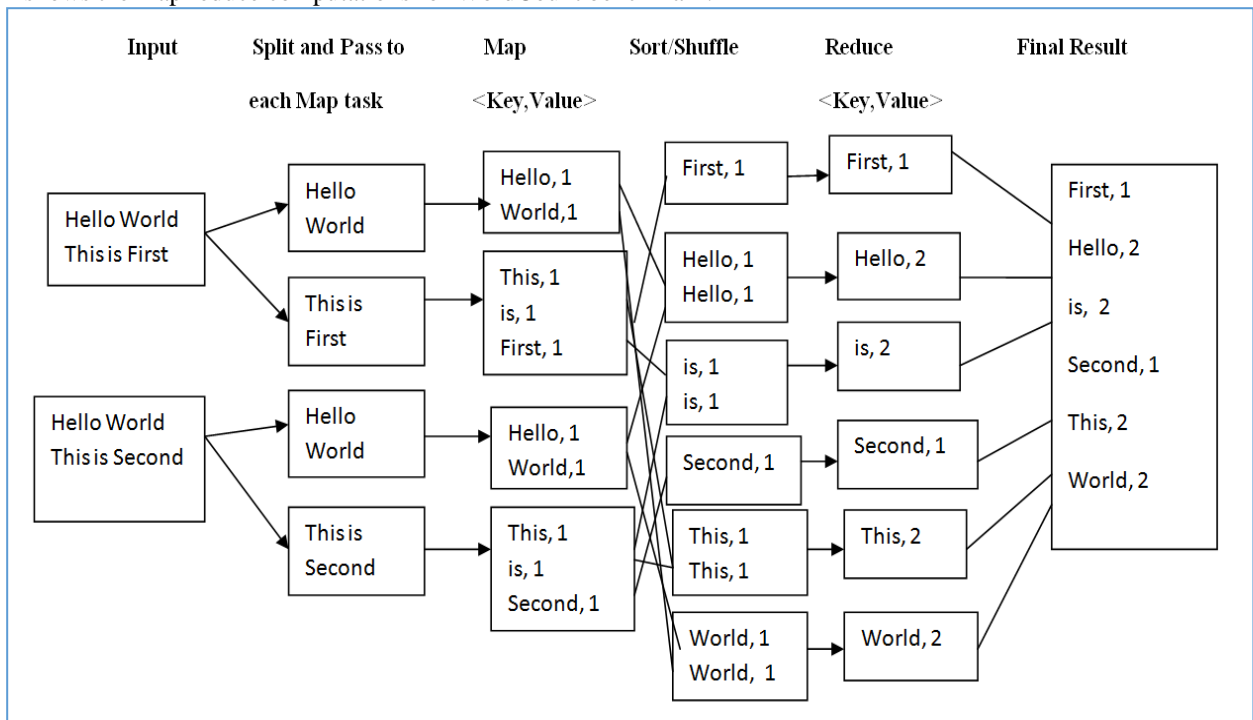 Input
Split and Pass to
each Map task
Map
<Key,Value>
Sort/Shuffle
Reduce
<Key,Value>
Final Result
Hello World
This is First
Hello World
This is Second
Hello
World
This is
First
Hello
World
This is
Second
Hello, 1
World,1
This, 1
is, 1
First, 1
Hello, 1
World,1
This, 1
is, 1
Second, 1
First, 1
Hello, 1
Hello, 1
is, 1
is, 1
Second, 1
This, 1
This, 1
World, 1
World, 1
First, 1
Hello, 2
is, 2
Second, 1
This, 2
World, 2
First, 1
Hello, 2
is, 2
Second, 1
This, 2
World, 2